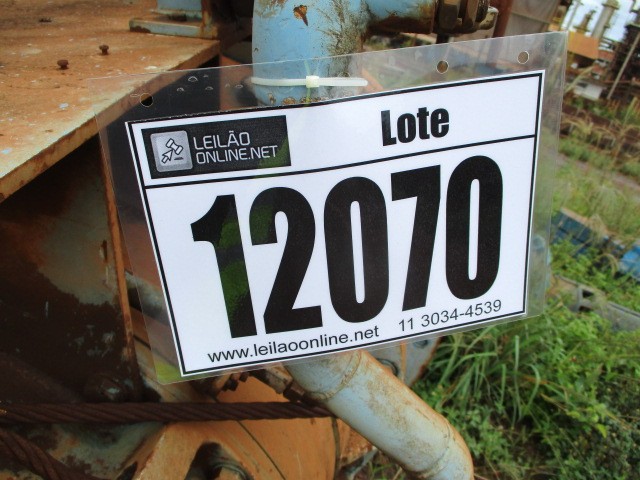 LEILÃO
ONLINE.NET
Lote
12070
www.leilaoonline.net 11 3034-4539